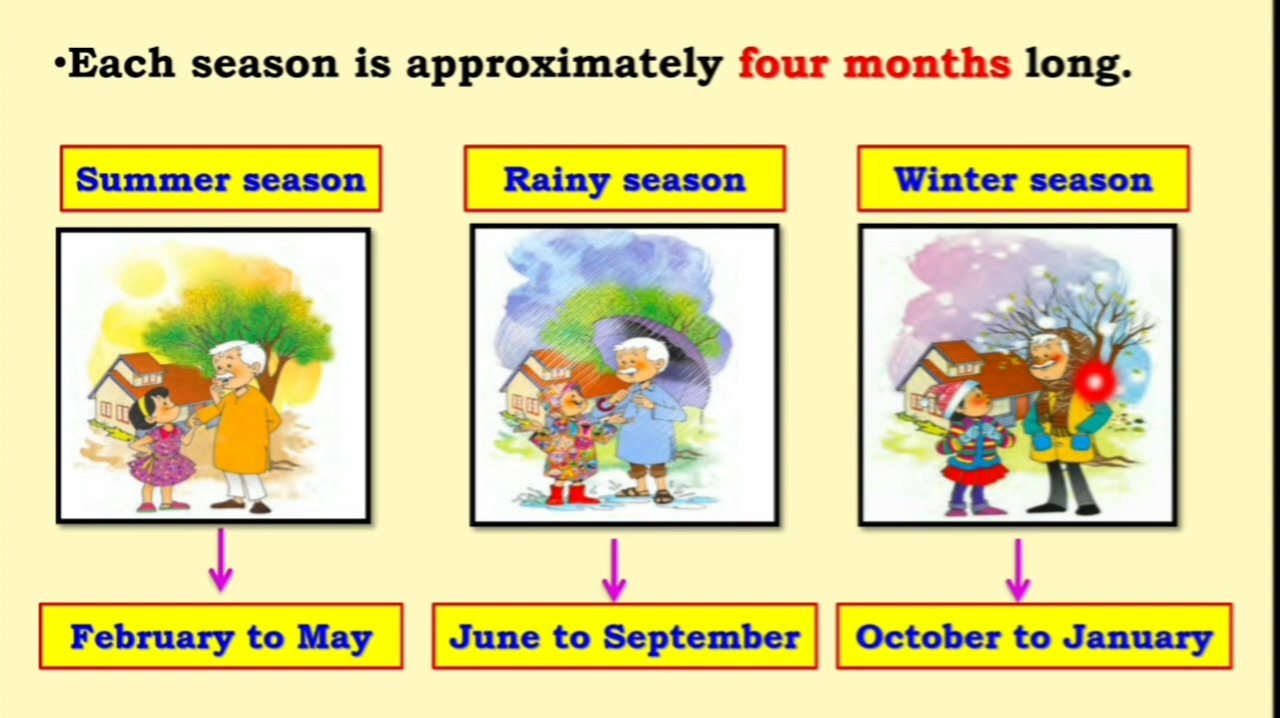 •Each season is approximately four months long.
Summer season
Rainy season
Winter season
February to May
June to September
October to January